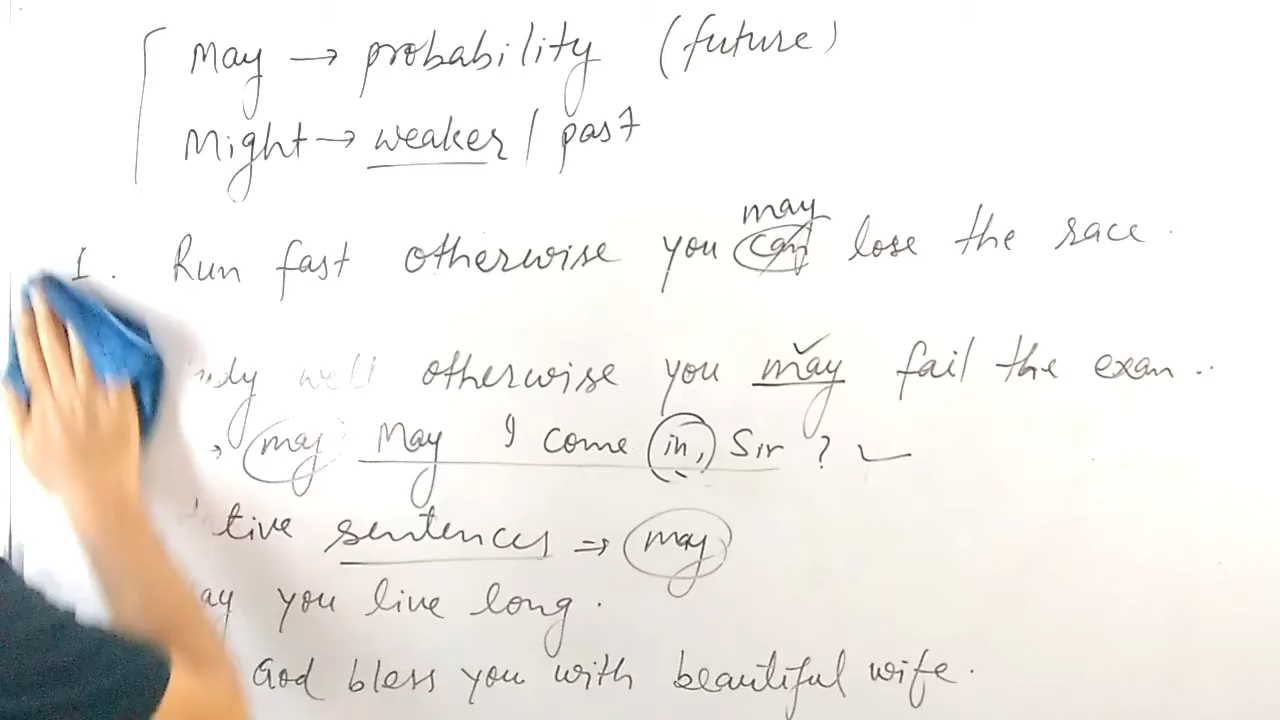 May → probability (future)
Might → weaker / past
may
1. Run fast otherwise you can lose the race.
well otherwise you may fail the exam..
may May I come in, Sir ?
sentences ⇒ may
you live long.
God bless you with beautiful wife.